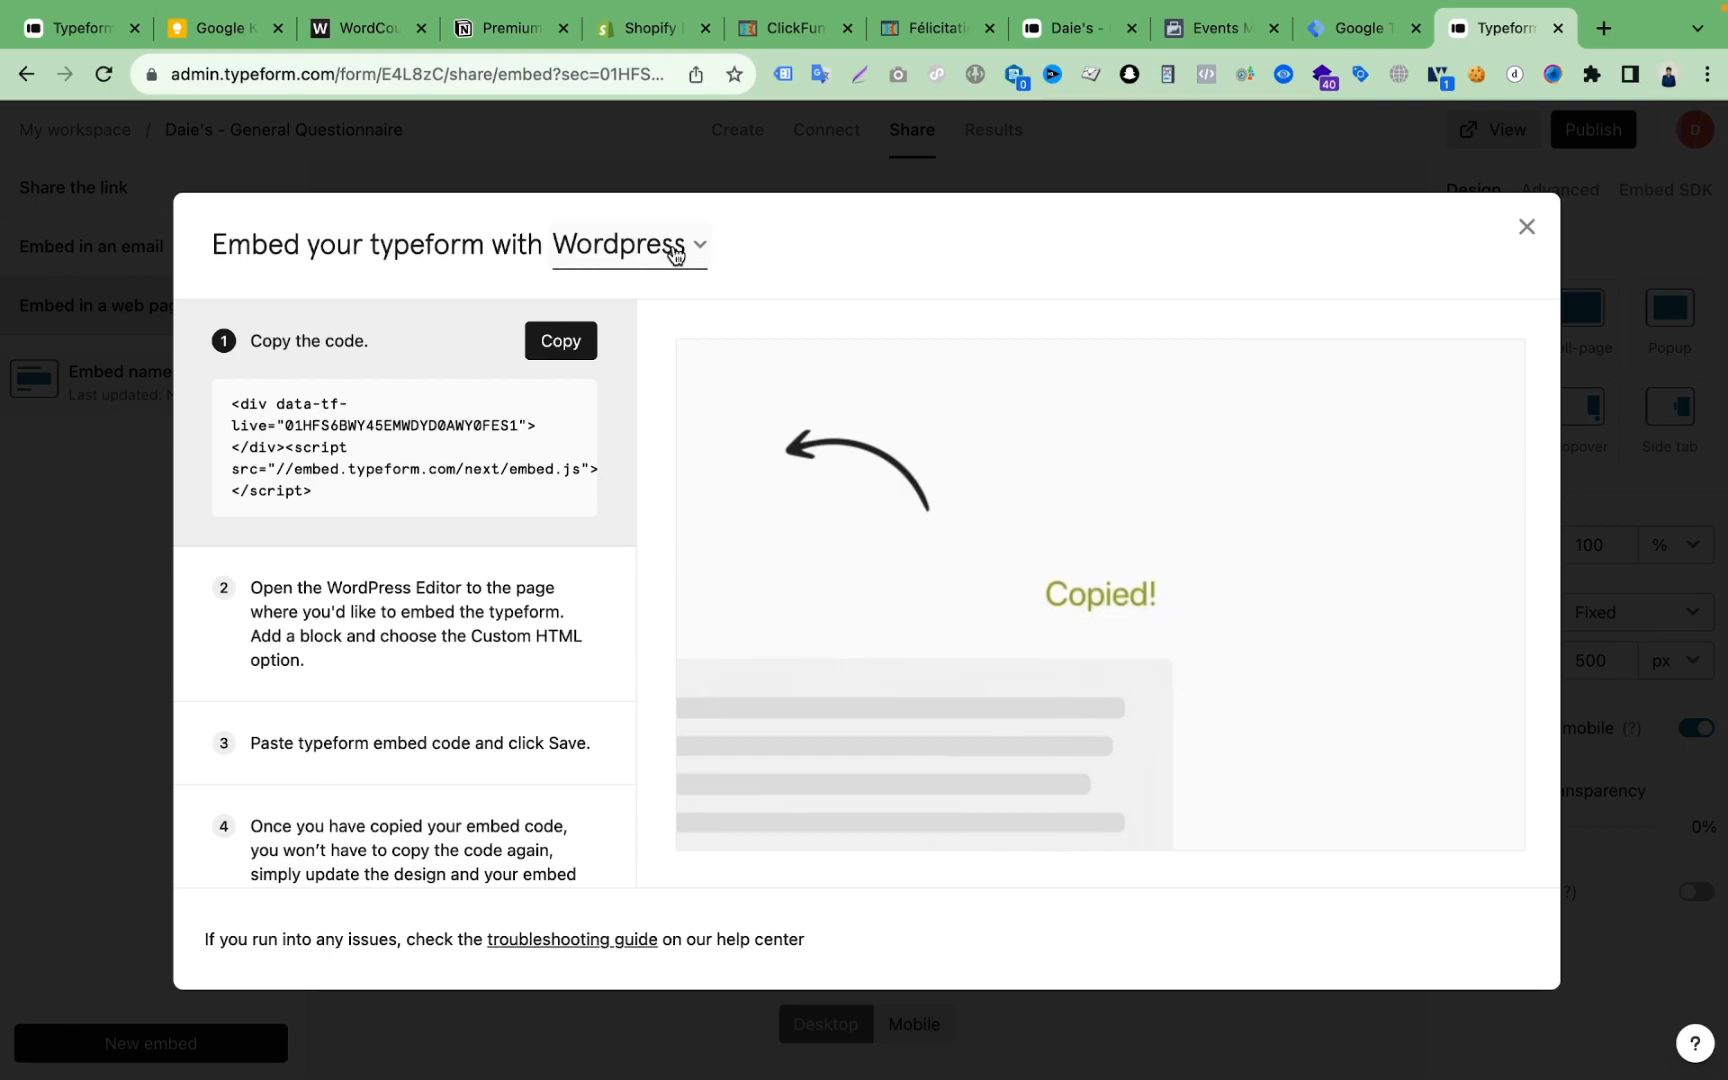 Typeform
Google K
WordCou
Premium
Shopify
ClickFun
Félicitati
Daie's -
Events M
Google T
Typeform
admin.typeform.com/form/E4L8zC/share/embed?sec=01HFS...
0
40
1
My workspace / Daie's - General Questionnaire
Create
Connect
Share
Results
View
Publish
D
Share the link
Embed in an email
Embed in a web pag
Embed name
Last updated:
New embed
Design
Advanced
Embed SDK
Embed your typeform with Wordpress
1 Copy the code.
Copy
<div data-tf-
live="01HFS6BWY45EMWDYD0AWY0FES1">
</div><script
src="//embed.typeform.com/next/embed.js">
</script>
2 Open the WordPress Editor to the page
where you'd like to embed the typeform.
Add a block and choose the Custom HTML
option.
3 Paste typeform embed code and click Save.
4 Once you have copied your embed code,
you won't have to copy the code again,
simply update the design and your embed
Copied!
If you run into any issues, check the troubleshooting guide on our help center
ll-page
Popup
opover
Side tab
100 %
Fixed
500 px
mobile (?)
ansparency
0%
?)
Desktop
Mobile
?